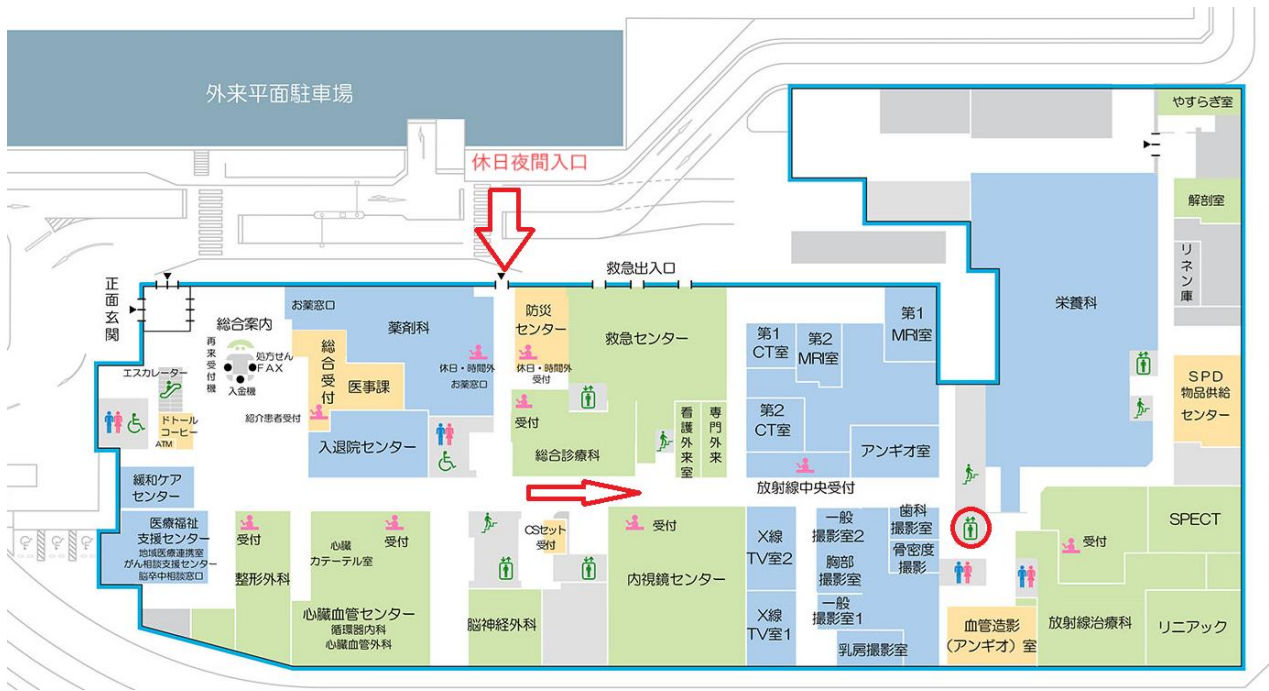 外来平面駐車場
休日夜間入口
やすらぎ室
解剖室
リネン庫
栄養科
SPD
物品供給
センター
正面玄関
救急出入口
お薬窓口
薬剤科
総合案内
再来受付機
処方せん
FAX
入金機
エスカレーター
ドトール
コーヒー
ATM
総合受付
医事課
紹介患者受付
入退院センター
休日・時間外
お薬窓口
防災
センター
休日・時間外
受付
救急センター
受付
総合診療科
看護外来室
専門外来
第1
CT室
第2
MRI室
第1
MRI室
第2
CT室
アンギオ室
放射線中央受付
緩和ケア
センター
医療福祉
支援センター
地域医療連携室
がん相談支援センター
脳卒中相談窓口
受付
整形外科
心臓
カテーテル室
受付
心臓血管センター
循環器内科
心臓血管外科
CSセット
受付
脳神経外科
受付
内視鏡センター
X線
TV室2
X線
TV室1
一般
撮影室2
胸部
撮影室
一般
撮影室1
乳房撮影室
歯科
撮影室
骨密度
撮影
血管造影
(アンギオ)室
受付
放射線治療科
SPECT
リニアック